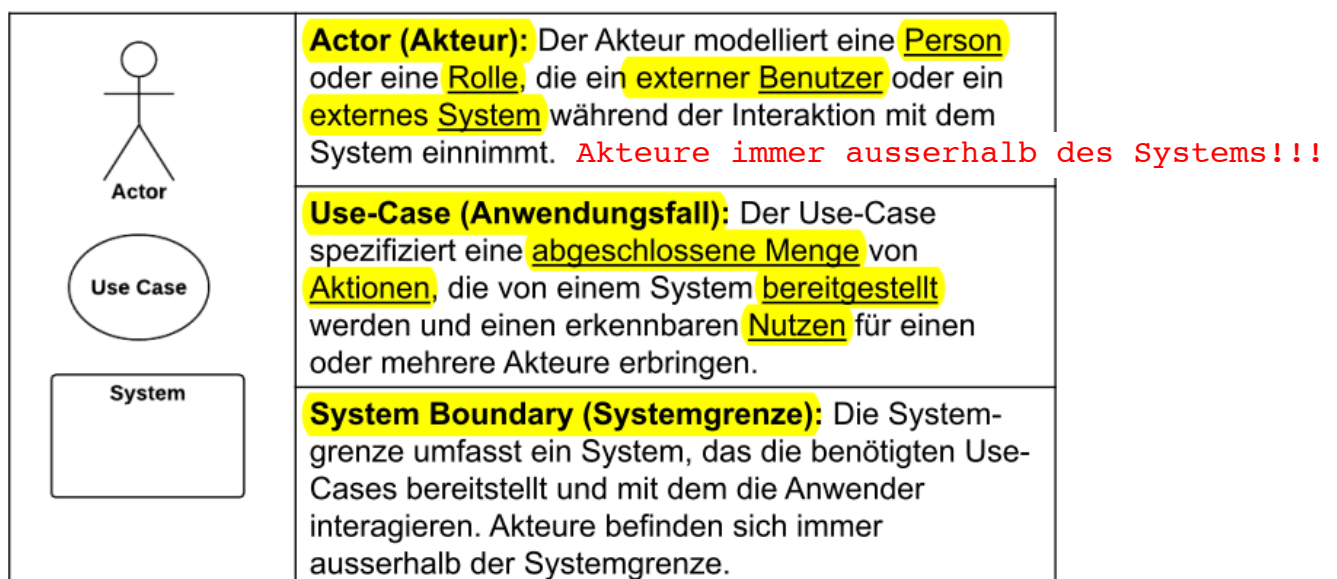 Actor
Use Case
System
Actor (Akteur): Der Akteur modelliert eine Person
oder eine Rolle, die ein externer Benutzer oder ein
externes System während der Interaktion mit dem
System einnimmt. Akteure immer ausserhalb des Systems!!!
Use-Case (Anwendungsfall): Der Use-Case
spezifiziert eine abgeschlossene Menge von
Aktionen, die von einem System bereitgestellt
werden und einen erkennbaren Nutzen für einen
oder mehrere Akteure erbringen.
System Boundary (Systemgrenze): Die System-
grenze umfasst ein System, das die benötigten Use-
Cases bereitstellt und mit dem die Anwender
interagieren. Akteure befinden sich immer
ausserhalb der Systemgrenze.